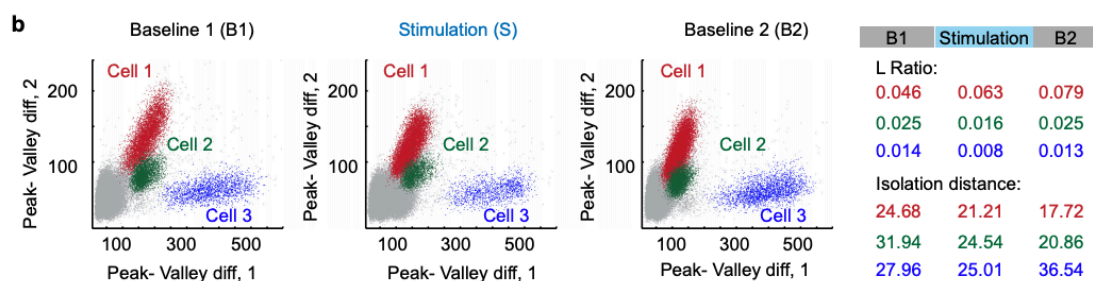 b
Baseline 1 (B1)
Stimulation (S)
Baseline 2 (B2)
Peak- Valley diff, 2
200
100
Cell 1
Cell 2
Cell 3
100 300 500
Peak- Valley diff, 1
Peak- Valley diff, 2
200
100
Cell 1
Cell 2
Cell 3
100 300 500
Peak- Valley diff, 1
Peak- Valley diff, 2
200
100
Cell 1
Cell 2
Cell 3
100 300 500
Peak- Valley diff, 1
B1 Stimulation B2
L Ratio:
0.046 0.063 0.079
0.025 0.016 0.025
0.014 0.008 0.013
Isolation distance:
24.68 21.21 17.72
31.94 24.54 20.86
27.96 25.01 36.54